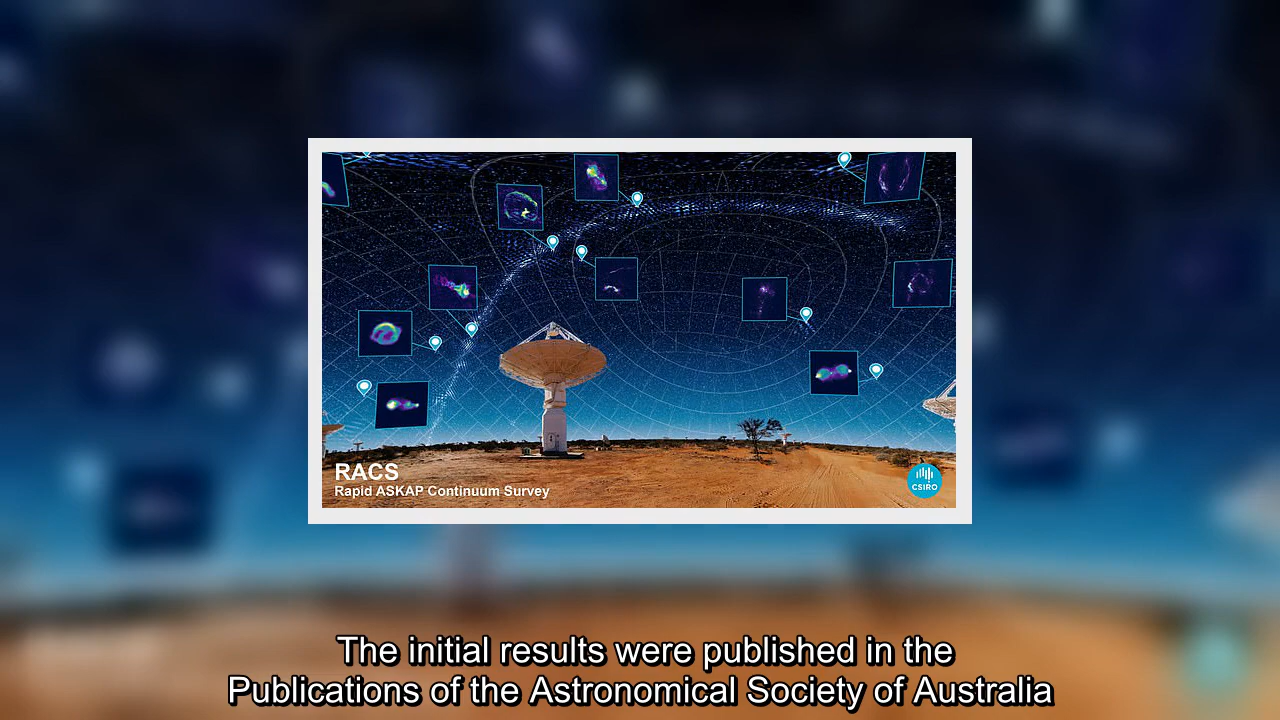 RACS
Rapid ASKAP Continuum Survey
CSIRO
The initial results were published in the
Publications of the Astronomical Society of Australia